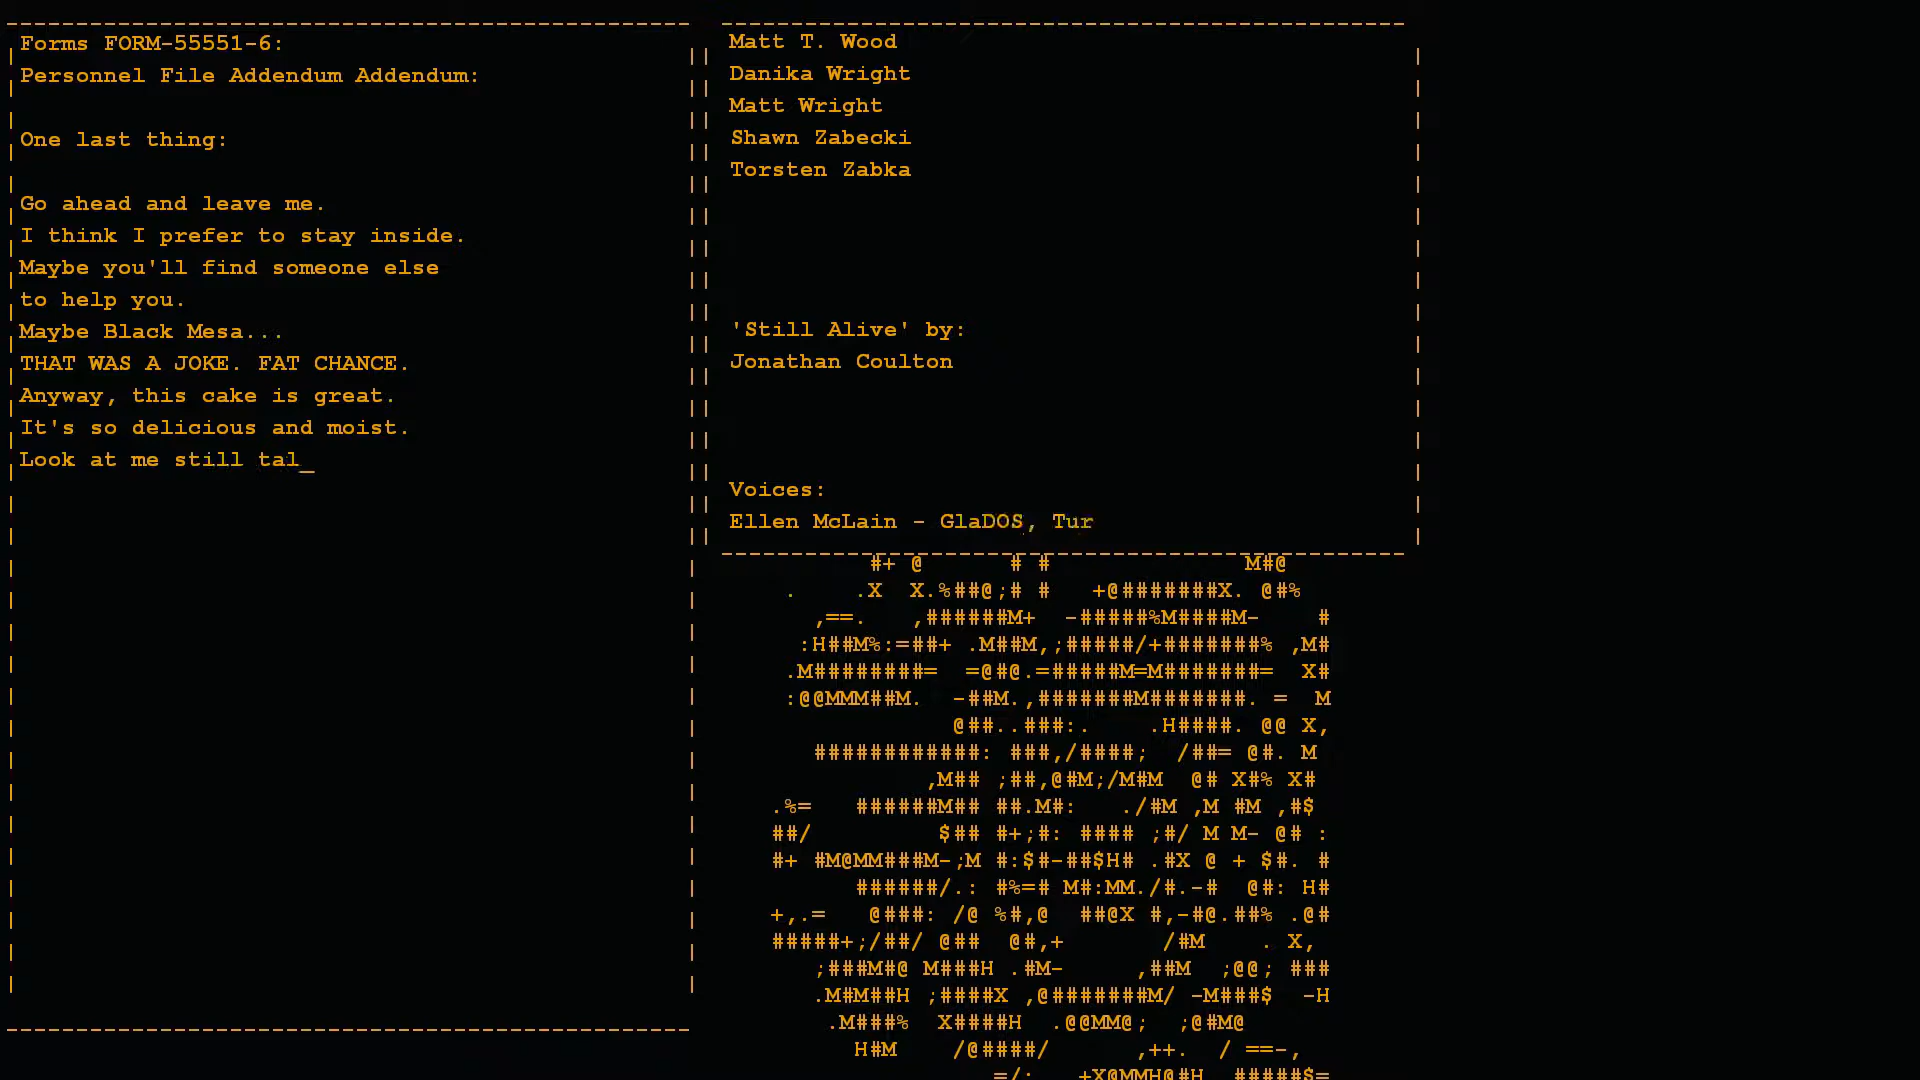 Forms FORM-55551-6:
Personnel File Addendum Addendum:
One last thing:
Go ahead and leave me.
I think I prefer to stay inside.
Maybe you'll find someone else
to help you.
Maybe Black Mesa...
THAT WAS A JOKE. FAT CHANCE.
Anyway, this cake is great.
It's so delicious and moist.
Look at me still tal_
Matt T. Wood
Danika Wright
Matt Wright
Shawn Zabecki
Torsten Zabka
'Still Alive' by:
Jonathan Coulton
Voices:
Ellen McLain - GlaDOS, Tur